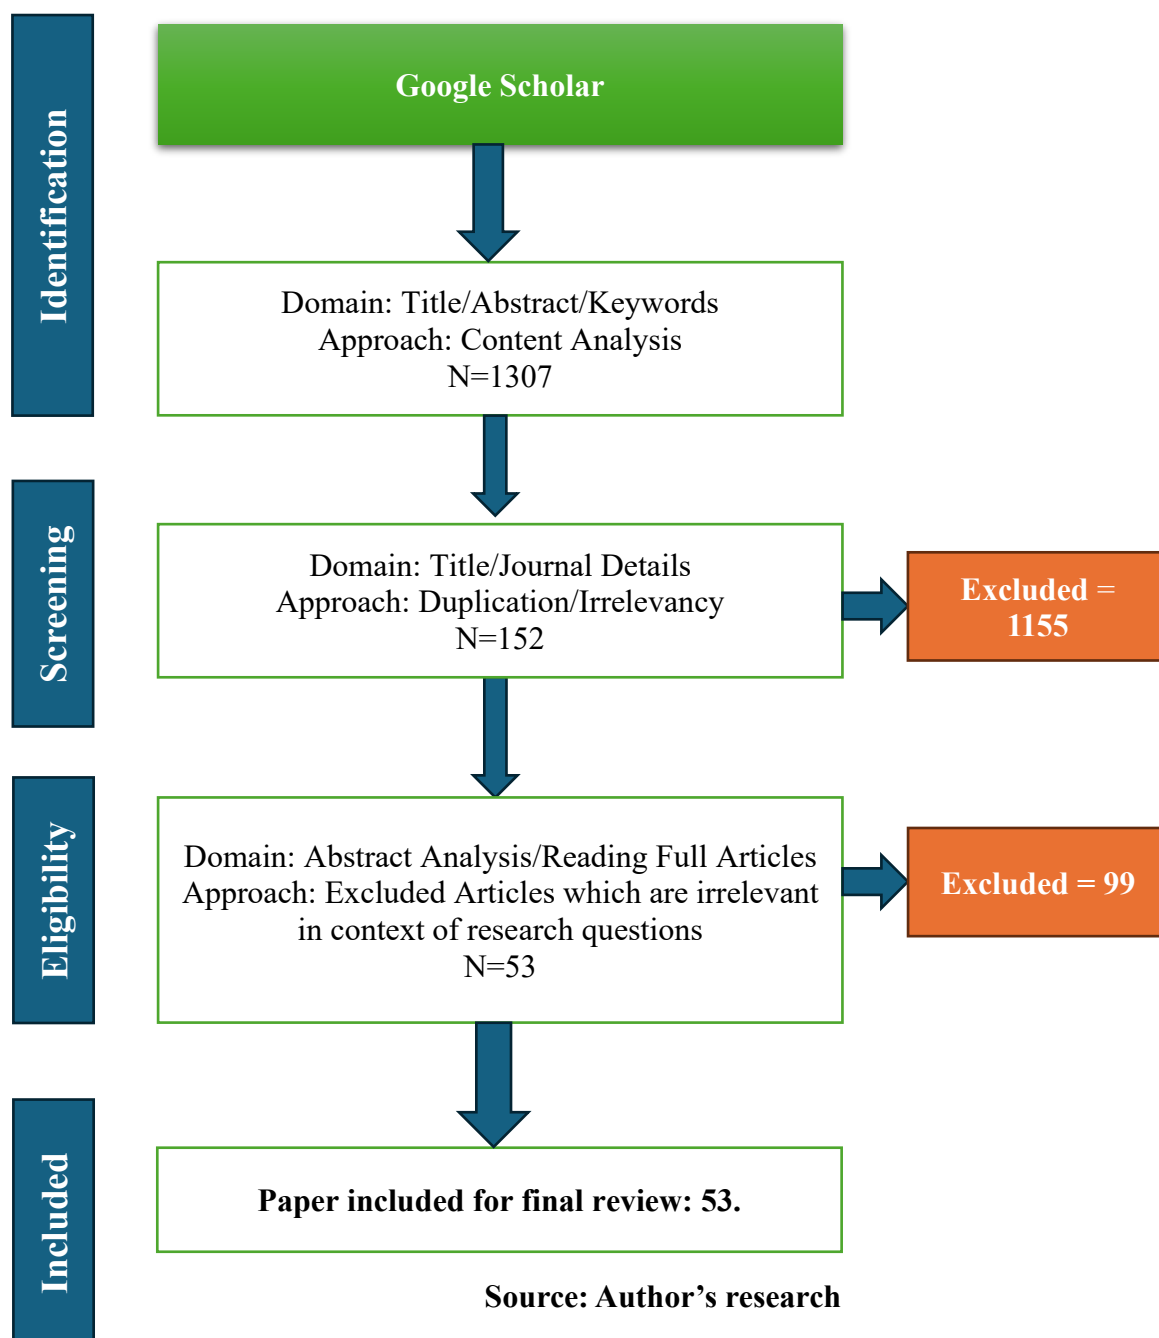 Identification
Google Scholar
Domain: Title/Abstract/Keywords
Approach: Content Analysis
N=1307
Screening
Domain: Title/Journal Details
Approach: Duplication/Irrelevancy
N=152
Excluded =
1155
Eligibility
Domain: Abstract Analysis/Reading Full Articles
Approach: Excluded Articles which are irrelevant
in context of research questions
N=53
Excluded = 99
Included
Paper included for final review: 53.
Source: Author’s research